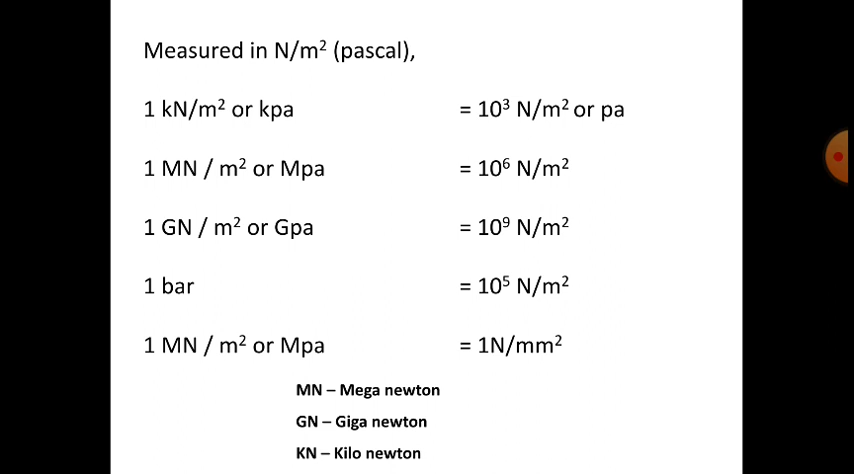 Measured in N/m² (pascal),
1 kN/m² or kpa = 10³ N/m² or pa
1 MN / m² or Mpa = 10⁶ N/m²
1 GN / m² or Gpa = 10⁹ N/m²
1 bar = 10⁵ N/m²
1 MN / m² or Mpa = 1N/mm²
MN – Mega newton
GN – Giga newton
KN – Kilo newton